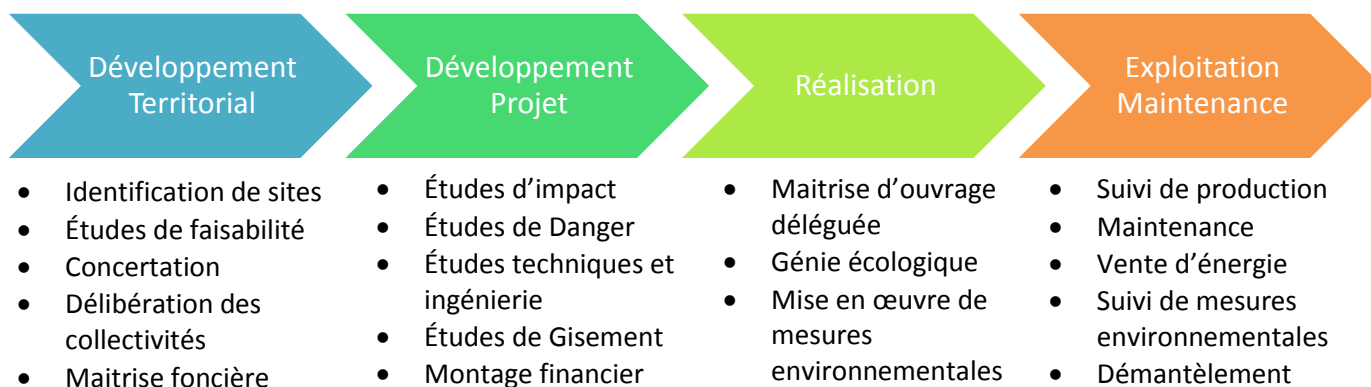 Développement
Territorial
Développement
Projet
Réalisation
Exploitation
Maintenance
• Identification de sites
• Études de faisabilité
• Concertation
• Délibération des
collectivités
• Maitrise foncière
• Études d’impact
• Études de Danger
• Études techniques et
ingénierie
• Études de Gisement
• Montage financier
• Maitrise d’ouvrage
déléguée
• Génie écologique
• Mise en œuvre de
mesures
environnementales
• Suivi de production
• Maintenance
• Vente d’énergie
• Suivi de mesures
environnementales
• Démantèlement